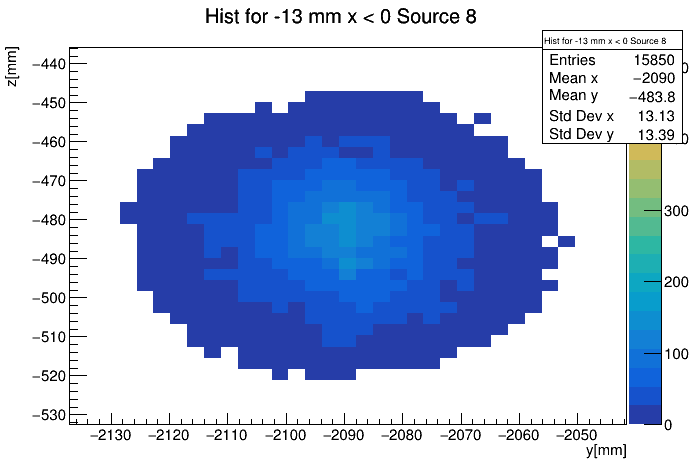 Hist for -13 mm x < 0 Source 8
Hist for -13 mm x < 0 Source 8
Entries 15850
Mean x −2090
Mean y −483.8
Std Dev x 13.13
Std Dev y 13.39
z[mm]
−440
−450
−460
−470
−480
−490
−500
−510
−520
−530
−2130 −2120 −2110 −2100 −2090 −2080 −2070 −2060 −2050
y[mm]
0
0
300
200
100
0